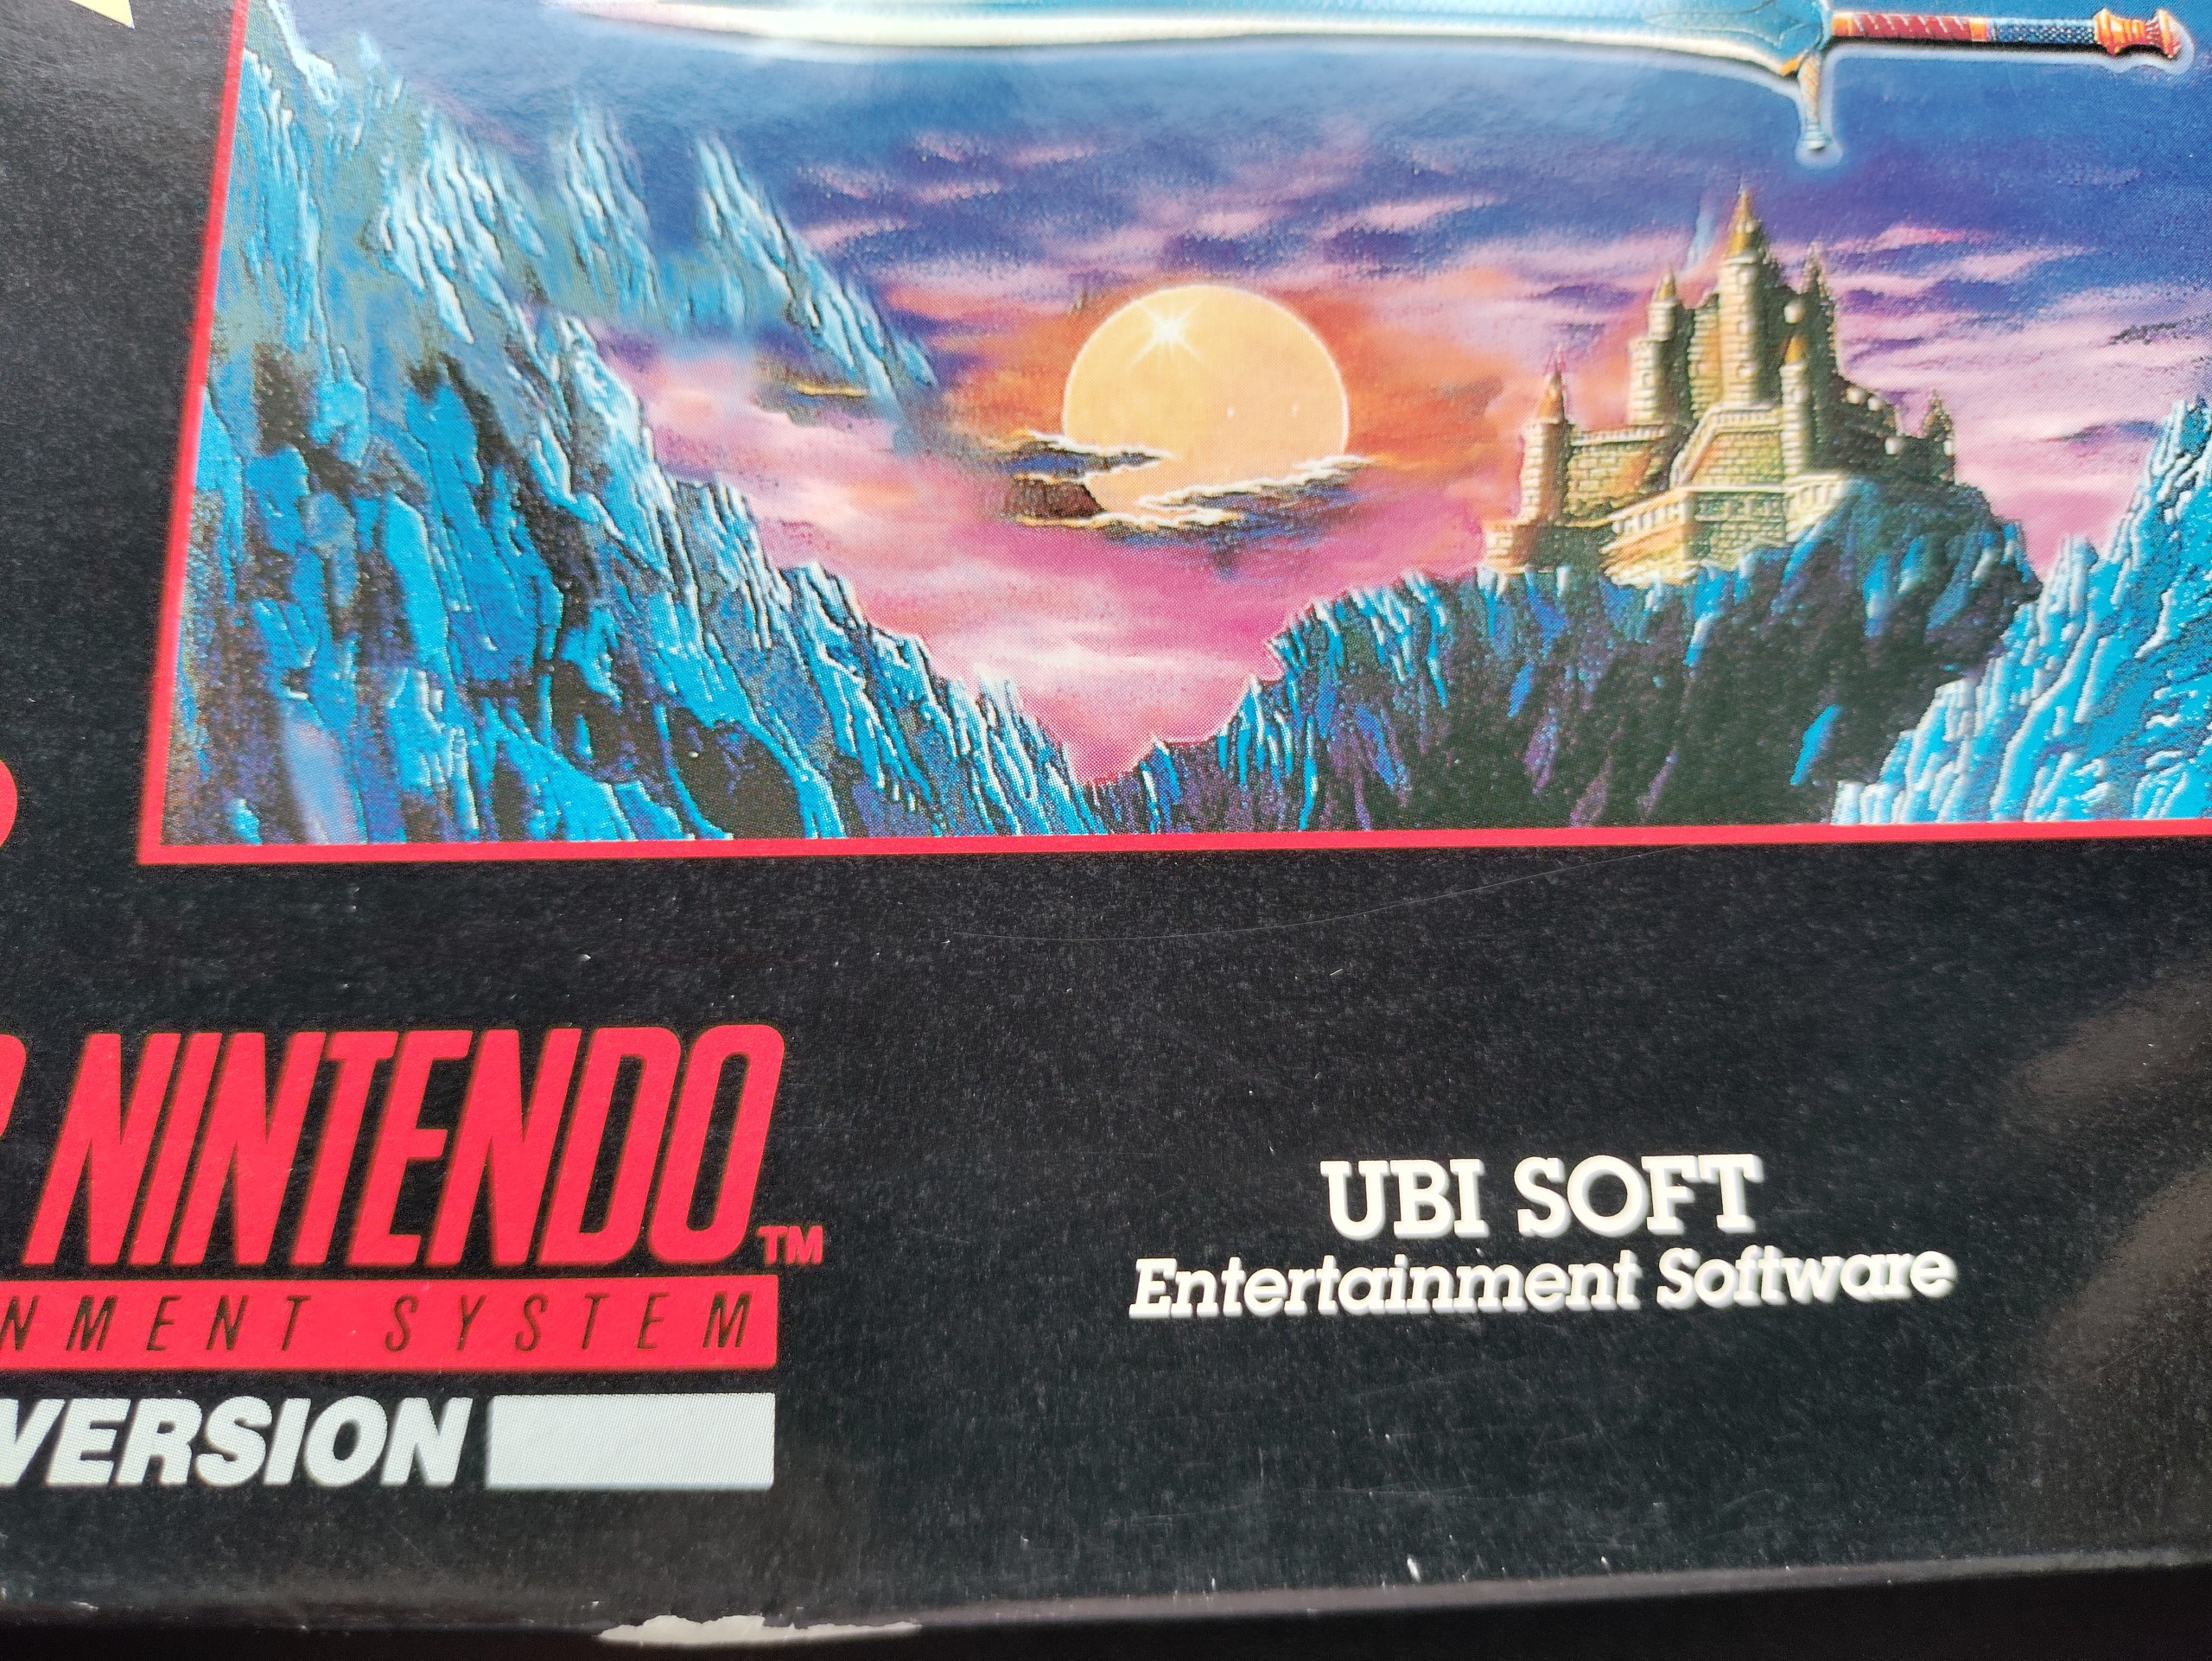 NINTENDO™
NMENT SYSTEM
VERSION
UBI SOFT
Entertainment Software